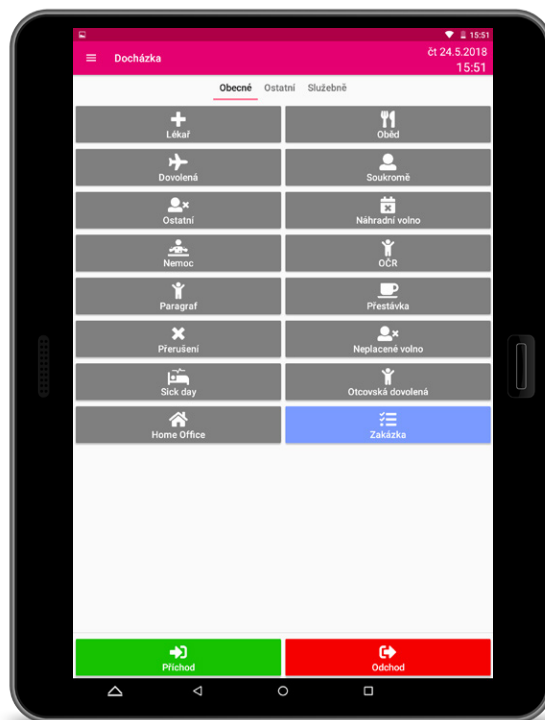 15:51
Docházka
čt 24.5.2018
15:51
Obecné Ostatní Služebně
Lékař
Oběd
Dovolená
Soukromě
Ostatní
Náhradní volno
Nemoc
OČR
Paragraf
Přestávka
Přerušení
Neplacené volno
Sick day
Otcovská dovolená
Home Office
Zakázka
Příchod
Odchod